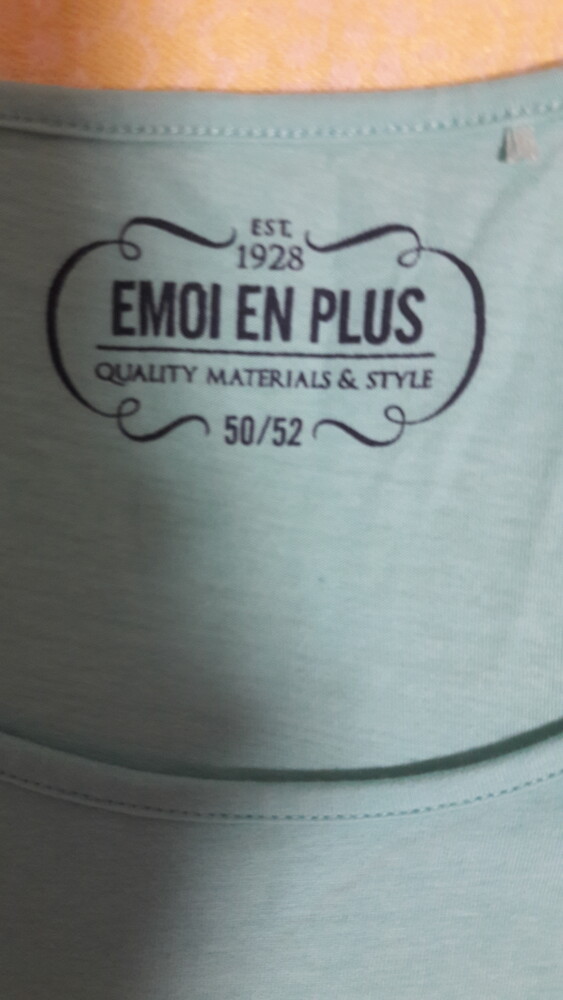 EST.
1928
EMOI EN PLUS
QUALITY MATERIALS & STYLE
50/52